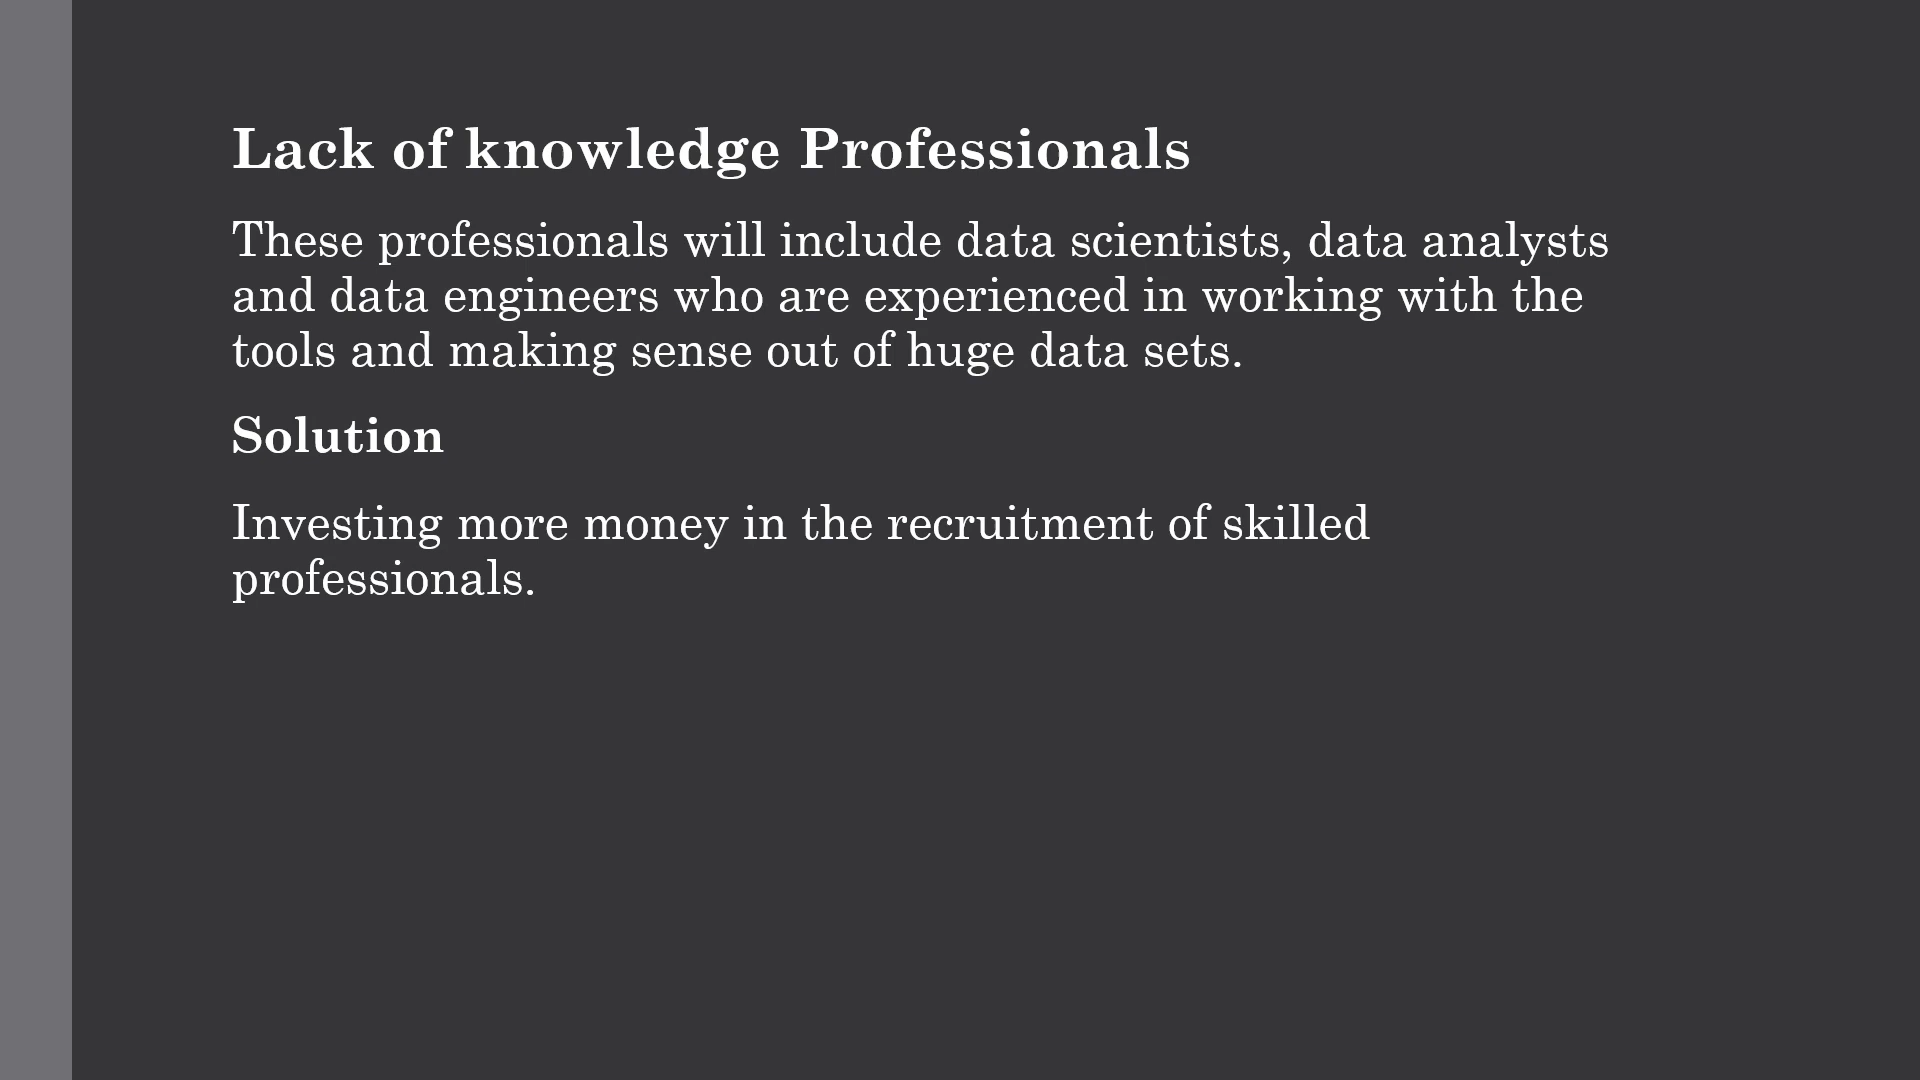 Lack of knowledge Professionals
These professionals will include data scientists, data analysts
and data engineers who are experienced in working with the
tools and making sense out of huge data sets.
Solution
Investing more money in the recruitment of skilled
professionals.